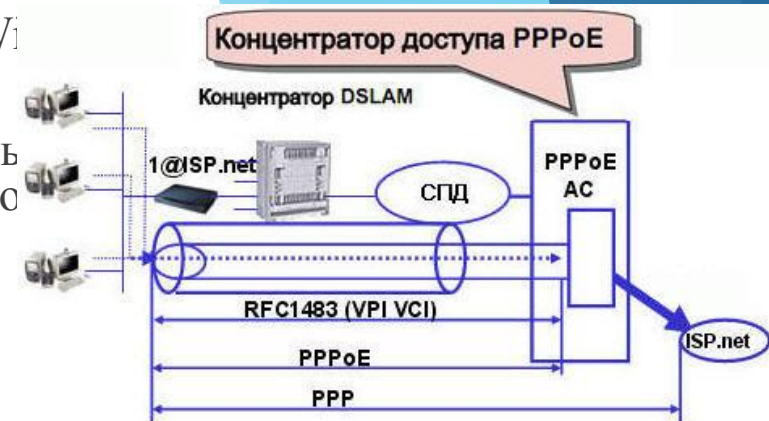 Концентратор доступа PPPoE
Концентратор DSLAM
1@ISP.net
СПД
PPPoE
AC
RFC1483 (VPI VCI)
PPPoE
PPP
ISP.net